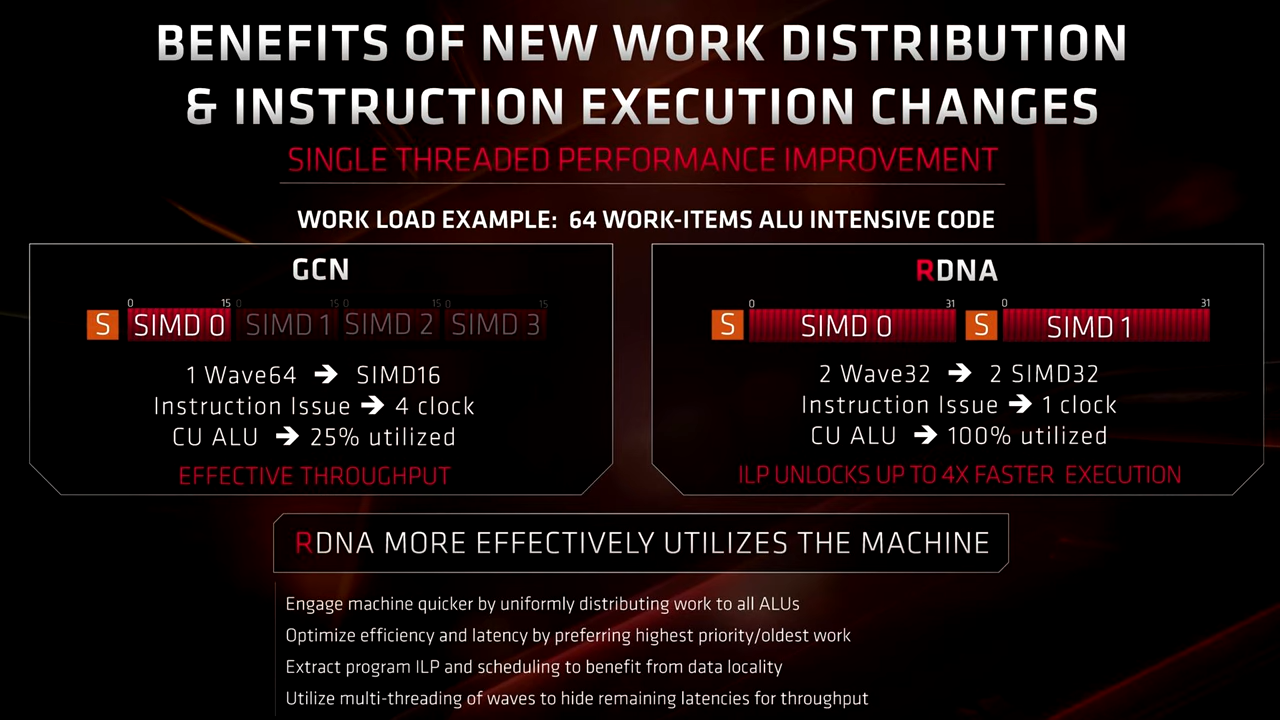 BENEFITS OF NEW WORK DISTRIBUTION
& INSTRUCTION EXECUTION CHANGES
SINGLE THREADED PERFORMANCE IMPROVEMENT
WORK LOAD EXAMPLE: 64 WORK-ITEMS ALU INTENSIVE CODE
GCN
0 15 0 15 0 15 0 15
S SIMD 0 SIMD 1 SIMD 2 SIMD 3
1 Wave64 ➔ SIMD16
Instruction Issue ➔ 4 clock
CU ALU ➔ 25% utilized
EFFECTIVE THROUGHPUT
RDNA
0 31 0 31
S SIMD 0 S SIMD 1
2 Wave32 ➔ 2 SIMD32
Instruction Issue ➔ 1 clock
CU ALU ➔ 100% utilized
ILP UNLOCKS UP TO 4X FASTER EXECUTION
RDNA MORE EFFECTIVELY UTILIZES THE MACHINE
Engage machine quicker by uniformly distributing work to all ALUs
Optimize efficiency and latency by preferring highest priority/oldest work
Extract program ILP and scheduling to benefit from data locality
Utilize multi-threading of waves to hide remaining latencies for throughput